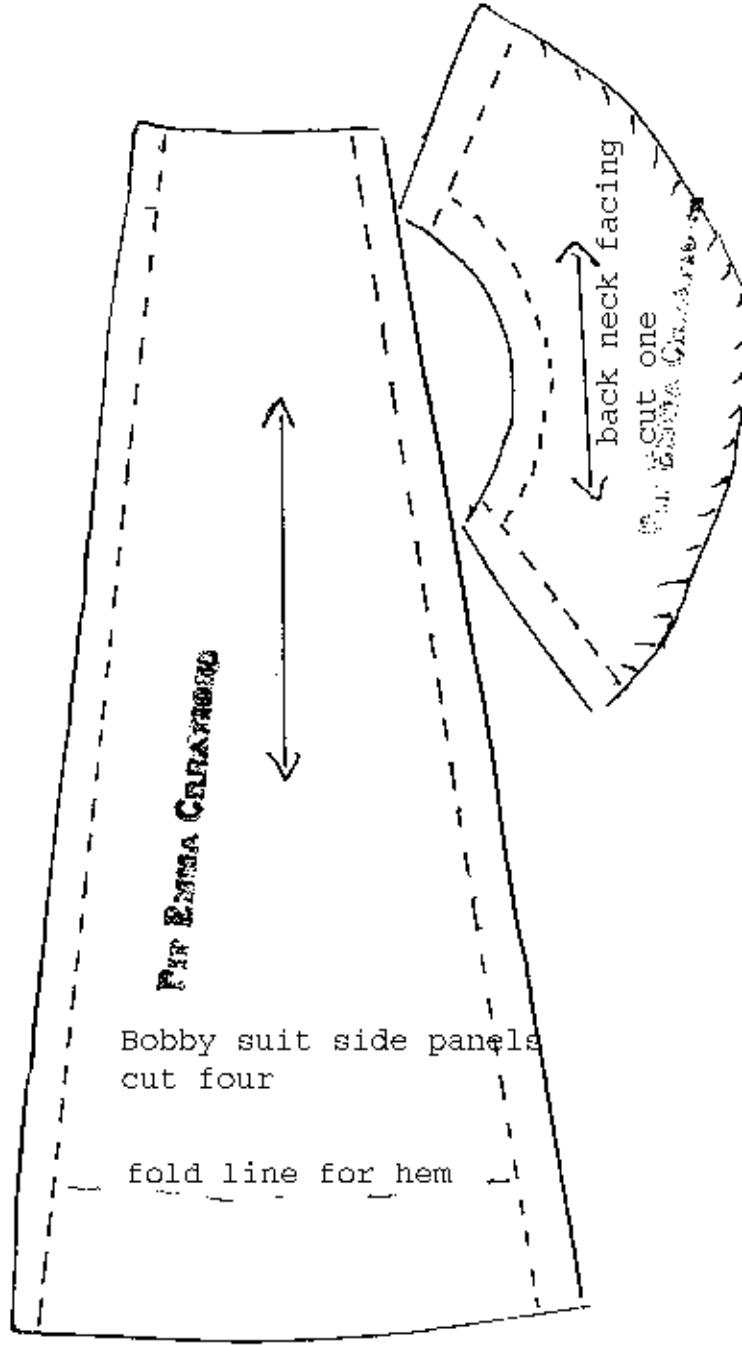 back neck facing
cut one
Bobby suit side panels
cut four
fold line for hem